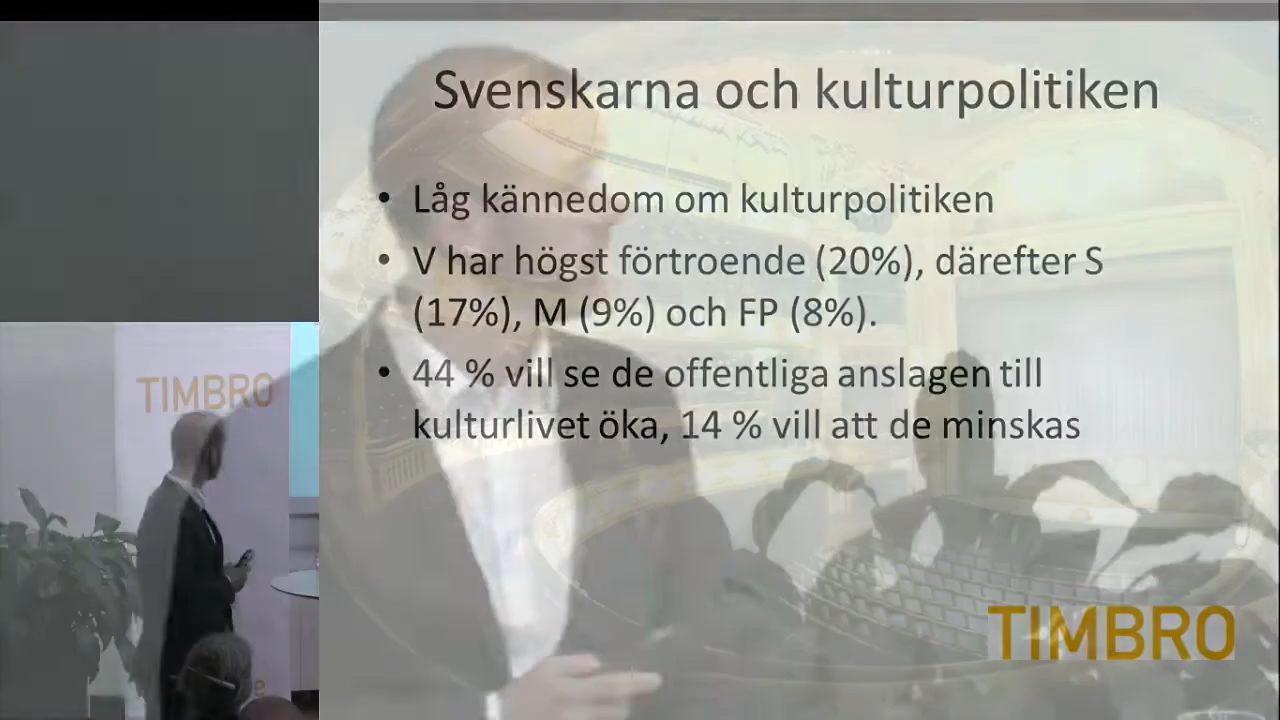 Svenskarna och kulturpolitiken
• Låg kännedom om kulturpolitiken
• V har högst förtroende (20%), därefter S
(17%), M (9%) och FP (8%).
• 44 % vill se de offentliga anslagen till
kulturlivet öka, 14 % vill att de minskas
TIMBRO
TIMBRO